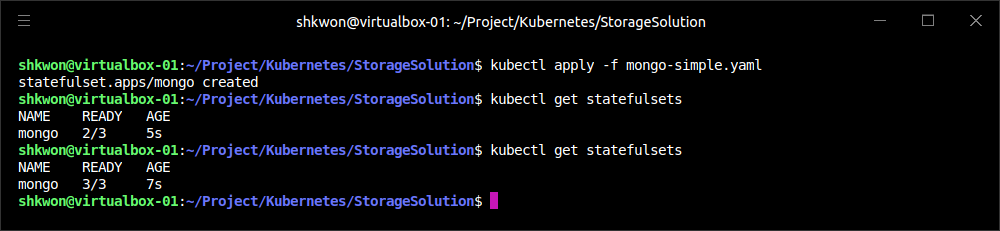 shkwon@virtualbox-01: ~/Project/Kubernetes/StorageSolution
shkwon@virtualbox-01:~/Project/Kubernetes/StorageSolution$ kubectl apply -f mongo-simple.yaml
statefulset.apps/mongo created
shkwon@virtualbox-01:~/Project/Kubernetes/StorageSolution$ kubectl get statefulsets
NAME    READY   AGE
mongo   2/3     5s
shkwon@virtualbox-01:~/Project/Kubernetes/StorageSolution$ kubectl get statefulsets
NAME    READY   AGE
mongo   3/3     7s
shkwon@virtualbox-01:~/Project/Kubernetes/StorageSolution$